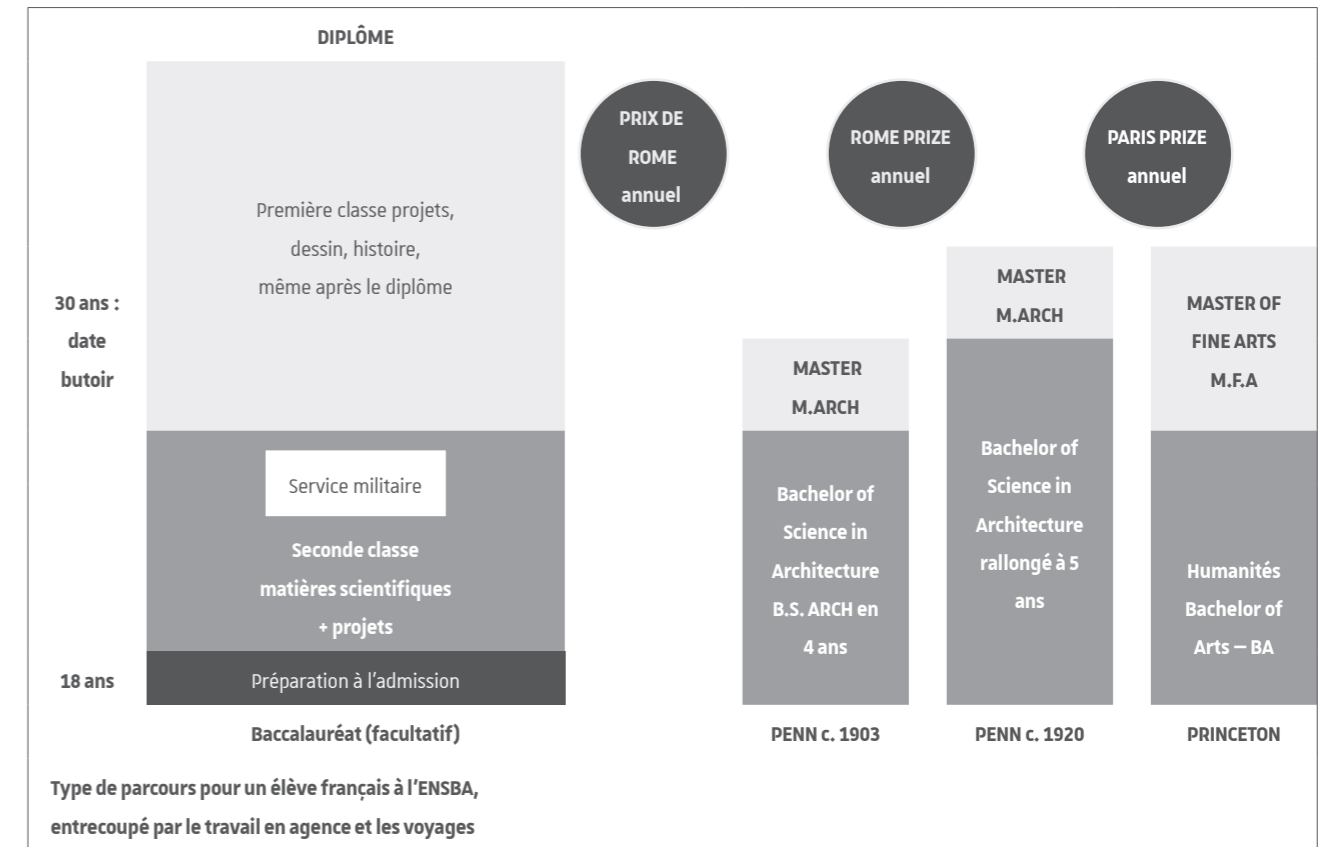 DIPLÔME
Première classe projets,
dessin, histoire,
même après le diplôme
30 ans :
date
butoir
Service militaire
Seconde classe
matières scientifiques
+ projets
18 ans
Préparation à l'admission
Baccalauréat (facultatif)
Type de parcours pour un élève français à l'ENSBA,
entrecoupé par le travail en agence et les voyages
PRIX DE
ROME
annuel
ROME PRIZE
annuel
PARIS PRIZE
annuel
MASTER
M.ARCH
Bachelor of
Science in
Architecture
B.S. ARCH en
4 ans
PENN c. 1903
MASTER
M.ARCH
Bachelor of
Science in
Architecture
rallongé à 5
ans
PENN c. 1920
MASTER OF
FINE ARTS
M.F.A
Humanités
Bachelor of
Arts – BA
PRINCETON